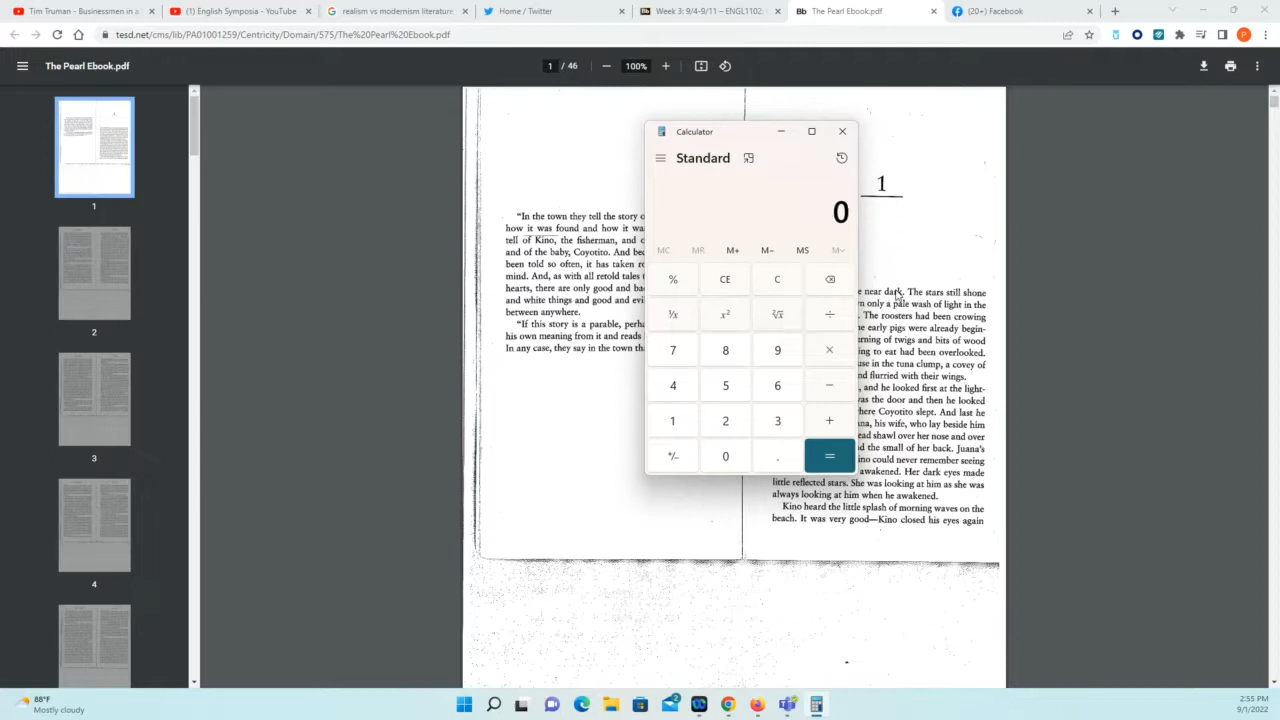 Tim Truman - Businessmen in a
(1) English Symposia - YouTube
realism vs modernism literature
Home / Twitter
Week 3: 9/4-9/11 – ENGL1102:
The Pearl Ebook.pdf
(20+) Facebook
tesd.net/cms/lib/PA01001259/Centricity/Domain/575/The%20Pearl%20Ebook.pdf
P
The Pearl Ebook.pdf
1 / 46
100%
1
2
3
4
"In the town they tell the story o
how it was found and how it wa
tell of Kino, the fisherman, and o
and of the baby, Coyotito. And bec
been told so often, it has taken ro
mind. And, as with all retold tales t
hearts, there are only good and ba
and white things and good and evi
between anywhere.
"If this story is a parable, perha
his own meaning from it and reads
In any case, they say in the town th
Calculator
Standard
0
MC MR M+ M− MS M
% CE C
¹/x x² ²√x ÷
7 8 9 ×
4 5 6 −
1 2 3 +
+/− 0 . =
1
e near dark. The stars still shone
n only a pale wash of light in the
. The roosters had been crowing
he early pigs were already begin-
rning of twigs and bits of wood
ing to eat had been overlooked.
use in the tuna clump, a covey of
nd flurried with their wings.
, and he looked first at the light-
was the door and then he looked
here Coyotito slept. And last he
ana, his wife, who lay beside him
ead shawl over her nose and over
d the small of her back. Juana's
ino could never remember seeing
awakened. Her dark eyes made
little reflected stars. She was looking at him as she was
always looking at him when he awakened.
Kino heard the little splash of morning waves on the
beach. It was very good—Kino closed his eyes again
88°F
Mostly cloudy
2
2:55 PM
9/1/2022